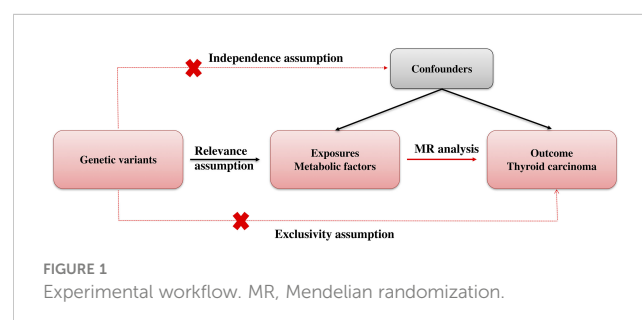 Independence assumption
Confounders
Genetic variants
Relevance
assumption
Exposures
Metabolic factors
MR analysis
Outcome
Thyroid carcinoma
Exclusivity assumption
FIGURE 1
Experimental workflow. MR, Mendelian randomization.